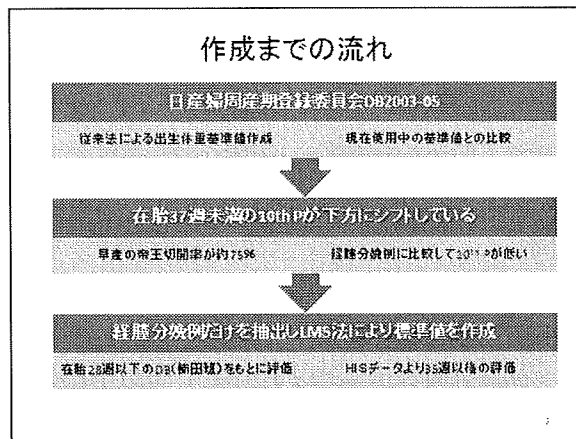 作成までの流れ
日産婦周産期登録委員会DB2003-05
従来法による出生体重基準値作成
現在使用中の基準値との比較
在胎37週未満の10th Pが下方にシフトしている
早産の帝王切開率が約75%
経腟分娩例に比較して10th Pが低い
経腟分娩例だけを抽出しLMS法により標準値を作成
在胎28週以下のDB(楠田班)をもとに評価
HISデータより35週以後の評価